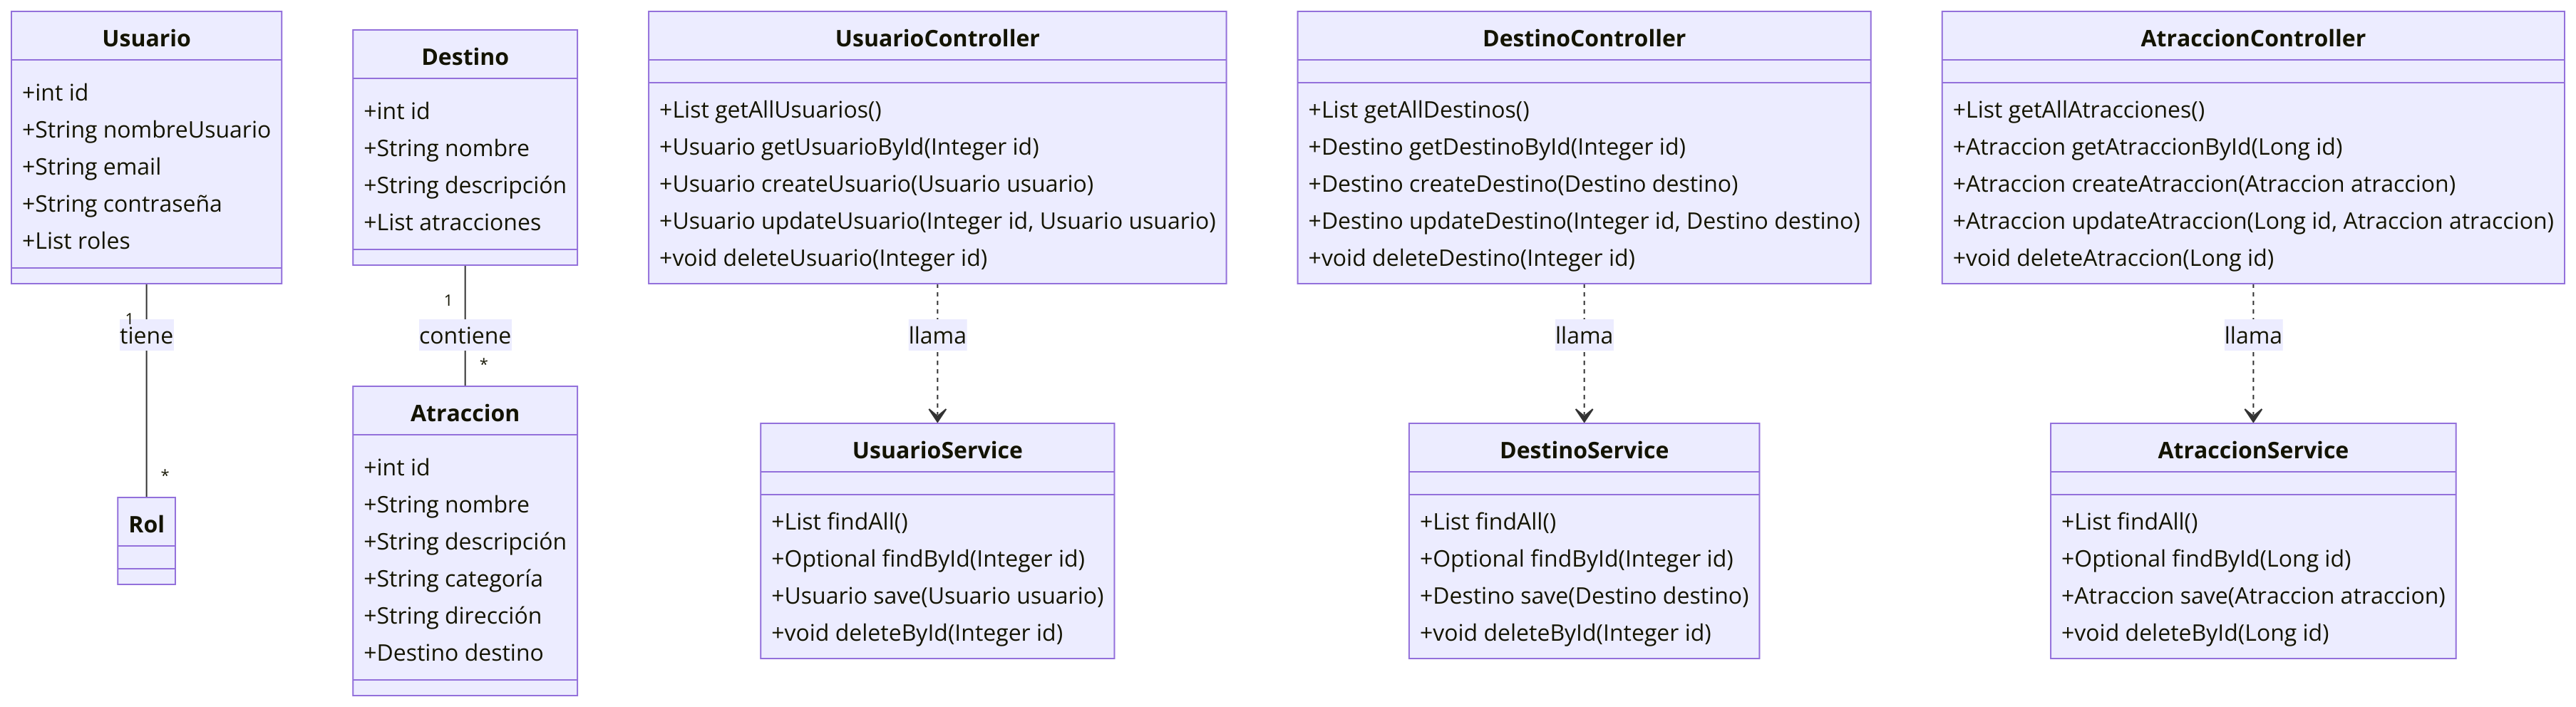 Usuario
+int id
+String nombreUsuario
+String email
+String contraseña
+List roles
1
tiene
*
Rol
Destino
+int id
+String nombre
+String descripción
+List atracciones
1
contiene
*
Atraccion
+int id
+String nombre
+String descripción
+String categoría
+String dirección
+Destino destino
UsuarioController
+List getAllUsuarios()
+Usuario getUsuarioById(Integer id)
+Usuario createUsuario(Usuario usuario)
+Usuario updateUsuario(Integer id, Usuario usuario)
+void deleteUsuario(Integer id)
llama
UsuarioService
+List findAll()
+Optional findById(Integer id)
+Usuario save(Usuario usuario)
+void deleteById(Integer id)
DestinoController
+List getAllDestinos()
+Destino getDestinoById(Integer id)
+Destino createDestino(Destino destino)
+Destino updateDestino(Integer id, Destino destino)
+void deleteDestino(Integer id)
llama
DestinoService
+List findAll()
+Optional findById(Integer id)
+Destino save(Destino destino)
+void deleteById(Integer id)
AtraccionController
+List getAllAtracciones()
+Atraccion getAtraccionById(Long id)
+Atraccion createAtraccion(Atraccion atraccion)
+Atraccion updateAtraccion(Long id, Atraccion atraccion)
+void deleteAtraccion(Long id)
llama
AtraccionService
+List findAll()
+Optional findById(Long id)
+Atraccion save(Atraccion atraccion)
+void deleteById(Long id)